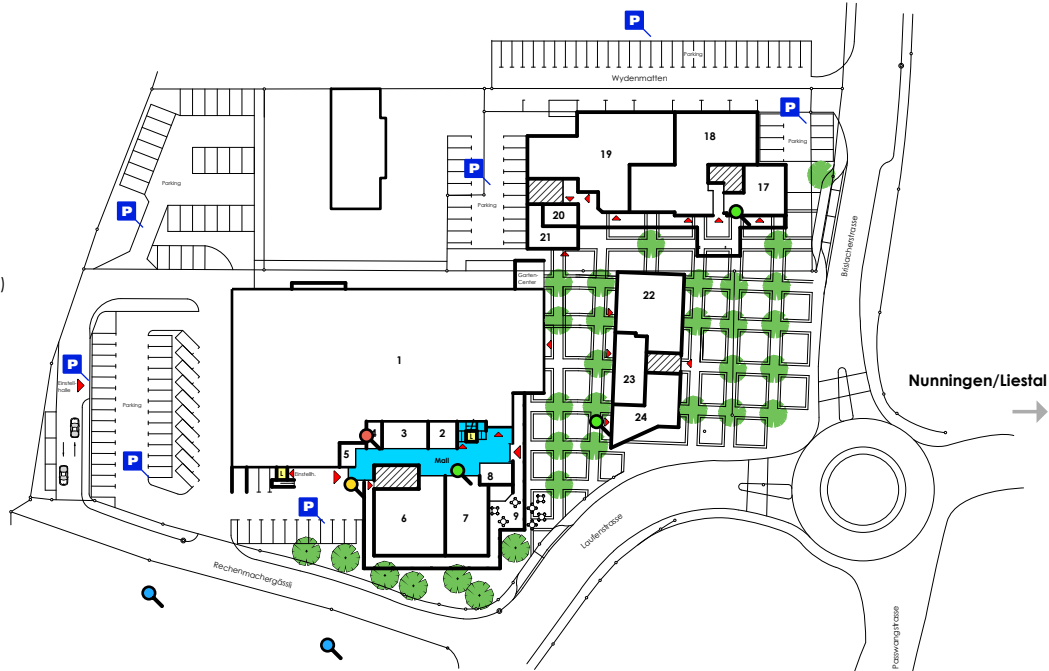 P
Parking
Wydenmatten
P
18
19
Parking
17
P
Parking
20
21
Parking
P
Brislacherstrasse
)
Garten-
Center
22
1
Nunningen/Liestal
P
Einstell-
halle
23
24
Parking
3
2
L
5
Mall
P
L
Einstellh.
8
P
6
7
9
Laufenstrasse
Rechenmachergässli
Passwangstrasse